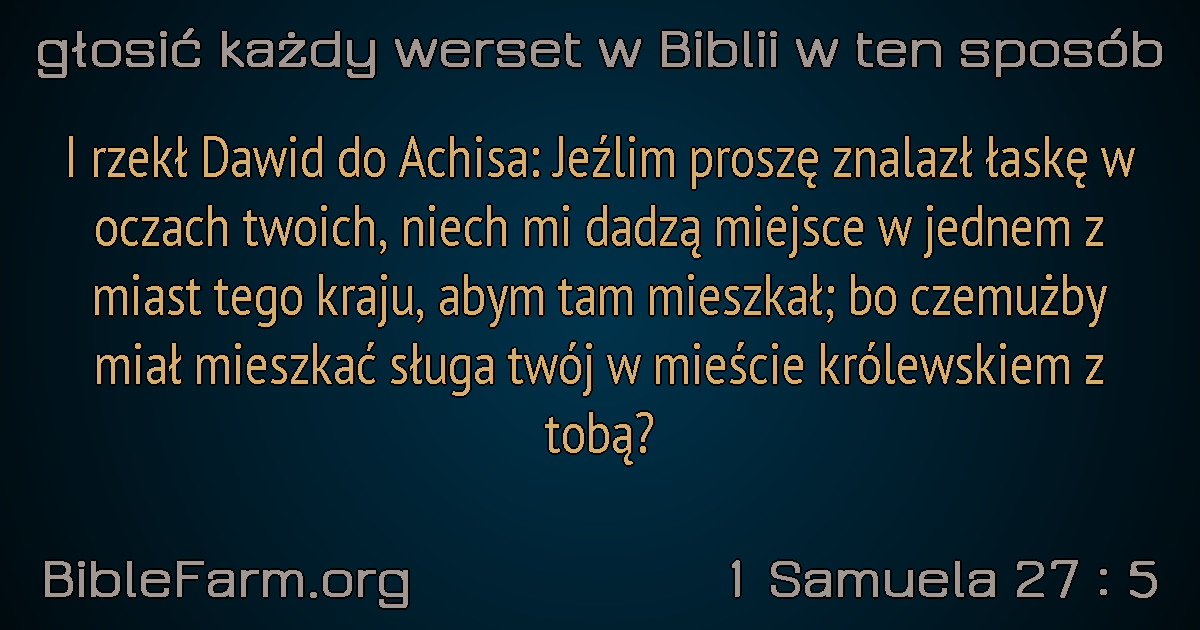 głosić każdy werset w Biblii w ten sposób
I rzekł Dawid do Achisa: Jeźlim proszę znalazł łaskę w
oczach twoich, niech mi dadzą miejsce w jednem z
miast tego kraju, abym tam mieszkał; bo czemużby
miał mieszkać sługa twój w mieście królewskiem z
tobą?
BibleFarm.org
1 Samuela 27 : 5